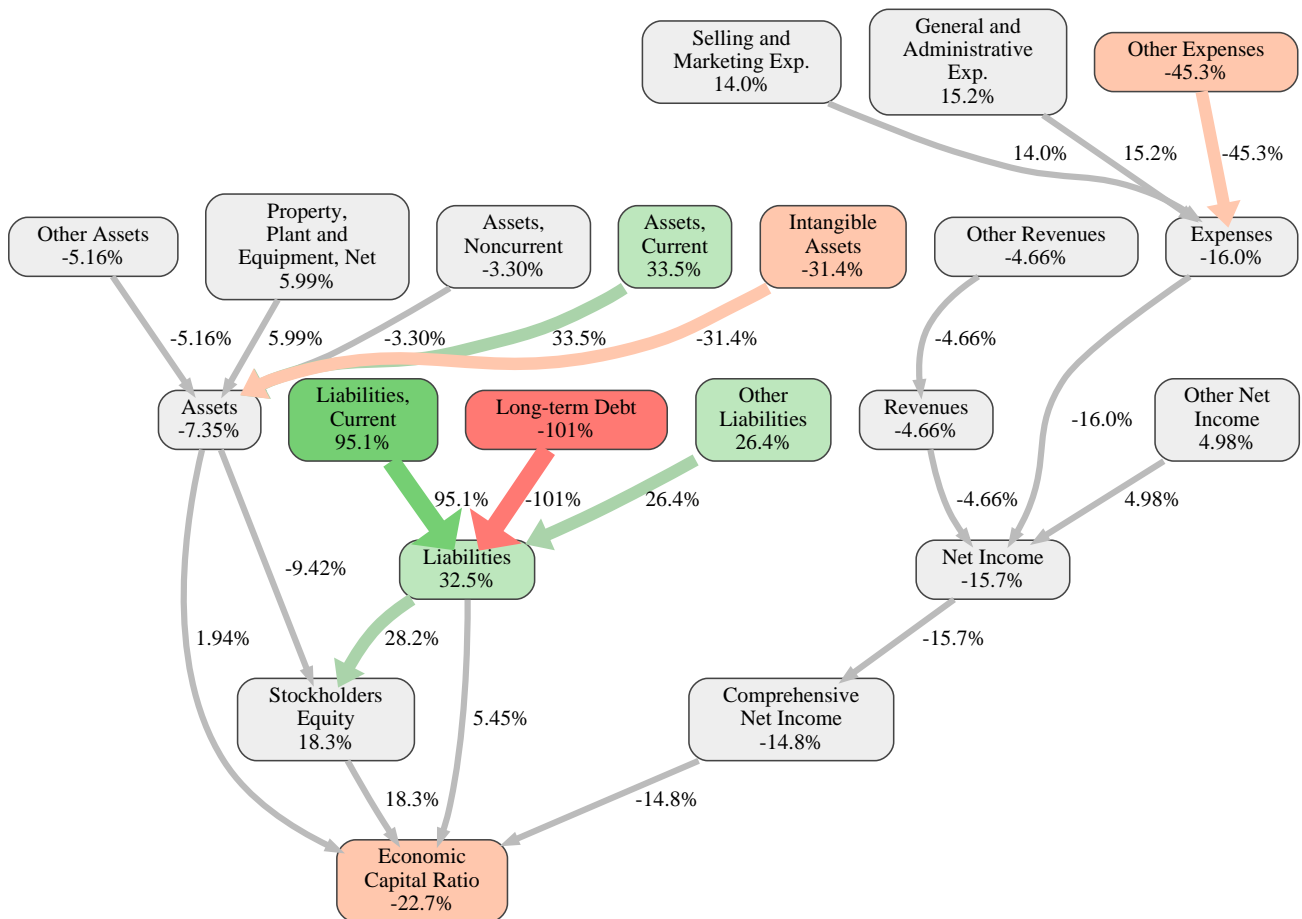 Selling and
Marketing Exp.
14.0%
General and
Administrative
Exp.
15.2%
Other Expenses
-45.3%
14.0%
15.2%
-45.3%
Other Assets
-5.16%
Property,
Plant and
Equipment, Net
5.99%
Assets,
Noncurrent
-3.30%
Assets,
Current
33.5%
Intangible
Assets
-31.4%
Other Revenues
-4.66%
Expenses
-16.0%
-5.16%
5.99%
-3.30%
33.5%
-31.4%
-4.66%
Assets
-7.35%
Liabilities,
Current
95.1%
Long-term Debt
-101%
Other
Liabilities
26.4%
Revenues
-4.66%
-16.0%
Other Net
Income
4.98%
95.1%
-101%
26.4%
-4.66%
4.98%
-9.42%
Liabilities
32.5%
Net Income
-15.7%
1.94%
28.2%
-15.7%
Stockholders
Equity
18.3%
5.45%
Comprehensive
Net Income
-14.8%
18.3%
-14.8%
Economic
Capital Ratio
-22.7%